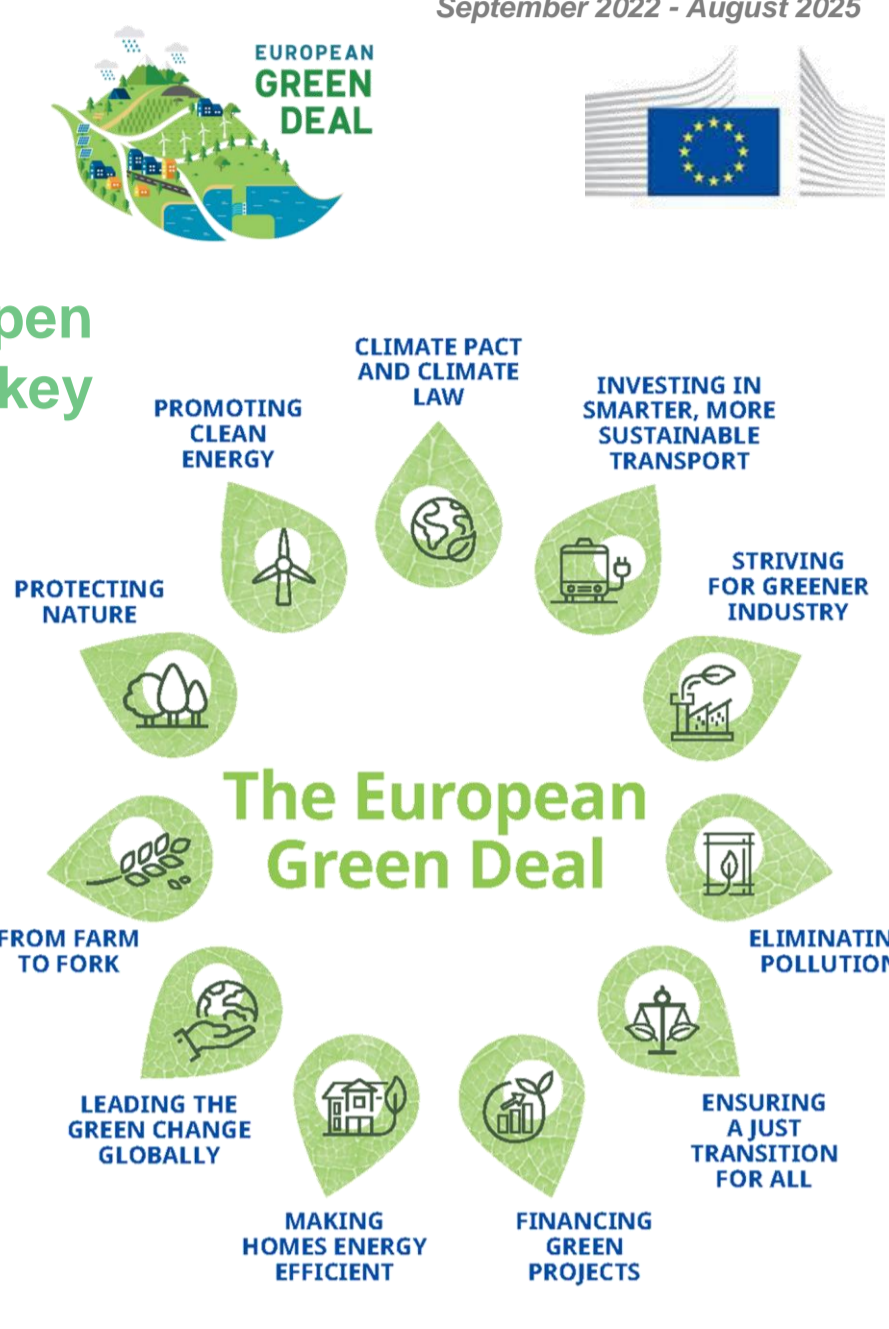 September 2022 - August 2025
EUROPEAN
GREEN
DEAL
pen
key
CLIMATE PACT
AND CLIMATE
LAW
INVESTING IN
SMARTER, MORE
SUSTAINABLE
TRANSPORT
PROMOTING
CLEAN
ENERGY
STRIVING
FOR GREENER
INDUSTRY
PROTECTING
NATURE
The European
Green Deal
FROM FARM
TO FORK
ELIMINATIN
POLLUTION
LEADING THE
GREEN CHANGE
GLOBALLY
ENSURING
A JUST
TRANSITION
FOR ALL
MAKING
HOMES ENERGY
EFFICIENT
FINANCING
GREEN
PROJECTS